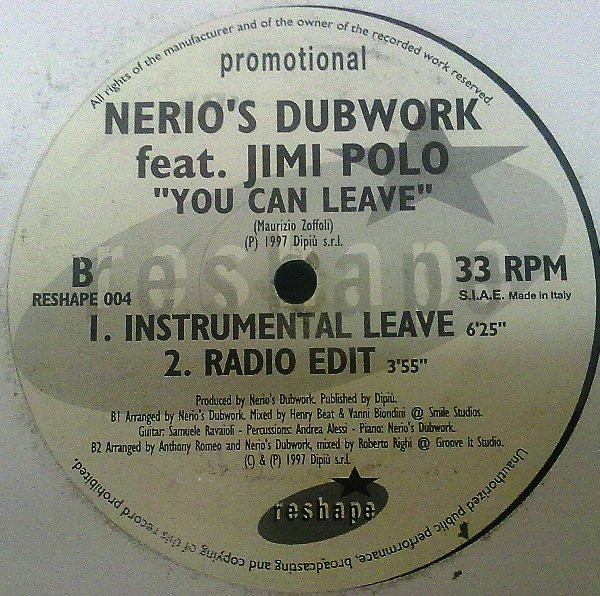 All rights of the manufacturer and of the owner of the recorded work reserved.
promotional
NERIO'S DUBWORK
feat. JIMI POLO
"YOU CAN LEAVE"
(Maurizio Zoffoli)
(P) 1997 Dipiù s.r.l.
reshape
B
33 RPM
RESHAPE 004
S.I.A.E. Made in Italy
1. INSTRUMENTAL LEAVE 6'25"
2. RADIO EDIT 3'55"
Produced by Nerio's Dubwork. Published by Dipiù.
B1 Arranged by Nerio's Dubwork. Mixed by Henry Beat & Vanni Biondini @ Smile Studios.
Guitar: Samuele Ravaioli - Percussions: Andrea Alessi - Piano: Nerio's Dubwork.
B2 Arranged by Anthony Romeo and Nerio's Dubwork, mixed by Roberto Righi @ Groove It Studio.
(C) & (P) 1997 Dipiù s.r.l.
reshape
Unauthorized public performance, broadcasting and copying of this record prohibited.